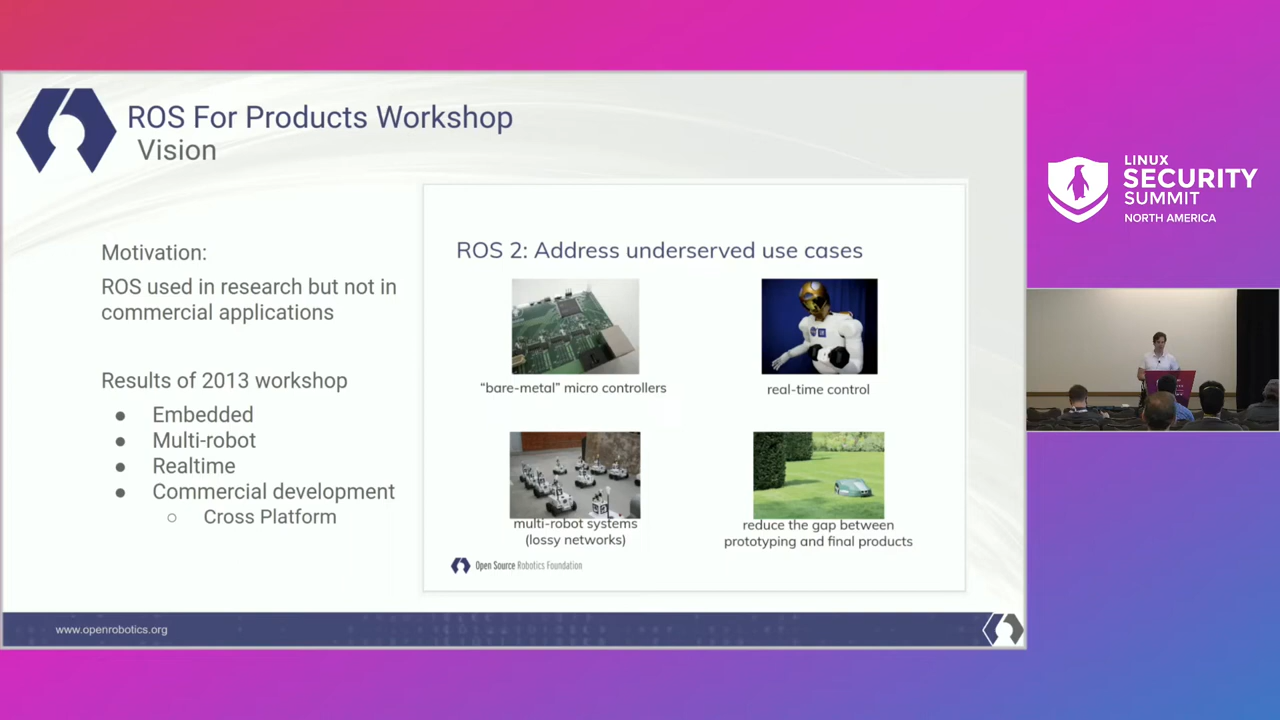 ROS For Products Workshop
Vision
Motivation:
ROS used in research but not in
commercial applications
Results of 2013 workshop
● Embedded
● Multi-robot
● Realtime
● Commercial development
○ Cross Platform
ROS 2: Address underserved use cases
“bare-metal” micro controllers
real-time control
multi-robot systems
(lossy networks)
reduce the gap between
prototyping and final products
Open Source Robotics Foundation
www.openrobotics.org
LINUX
SECURITY
SUMMIT
NORTH AMERICA